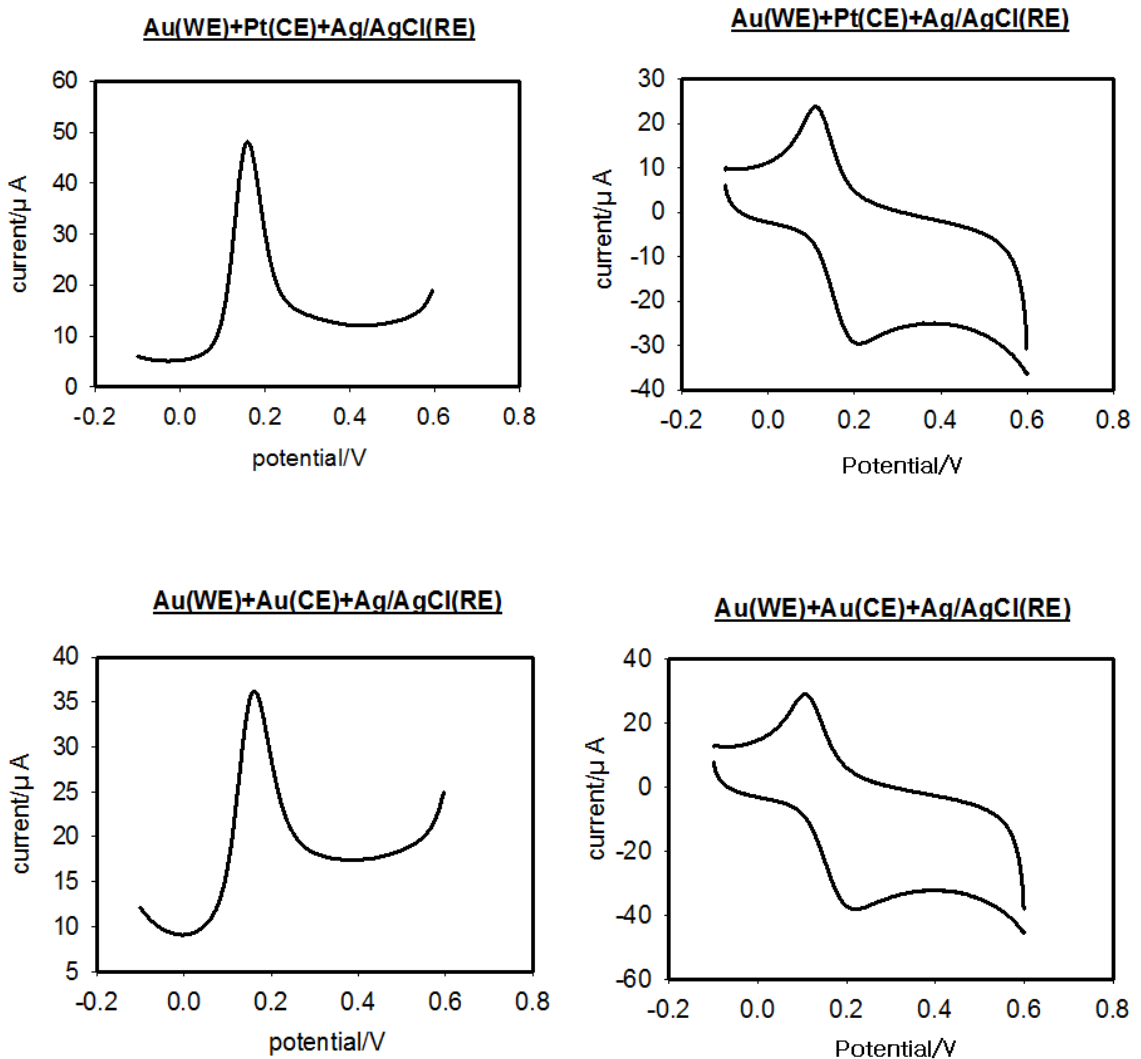 Au(WE)+Pt(CE)+Ag/AgCl(RE)
60
50
40
30
20
10
0
current/µ A
-0.2 0.0 0.2 0.4 0.6 0.8
potential/V
Au(WE)+Pt(CE)+Ag/AgCl(RE)
30
20
10
0
-10
-20
-30
-40
current/µ A
-0.2 0.0 0.2 0.4 0.6 0.8
Potential/V
Au(WE)+Au(CE)+Ag/AgCl(RE)
40
35
30
25
20
15
10
5
current/µ A
-0.2 0.0 0.2 0.4 0.6 0.8
potential/V
Au(WE)+Au(CE)+Ag/AgCl(RE)
40
20
0
-20
-40
-60
current/µ A
-0.2 0.0 0.2 0.4 0.6 0.8
Potential/V